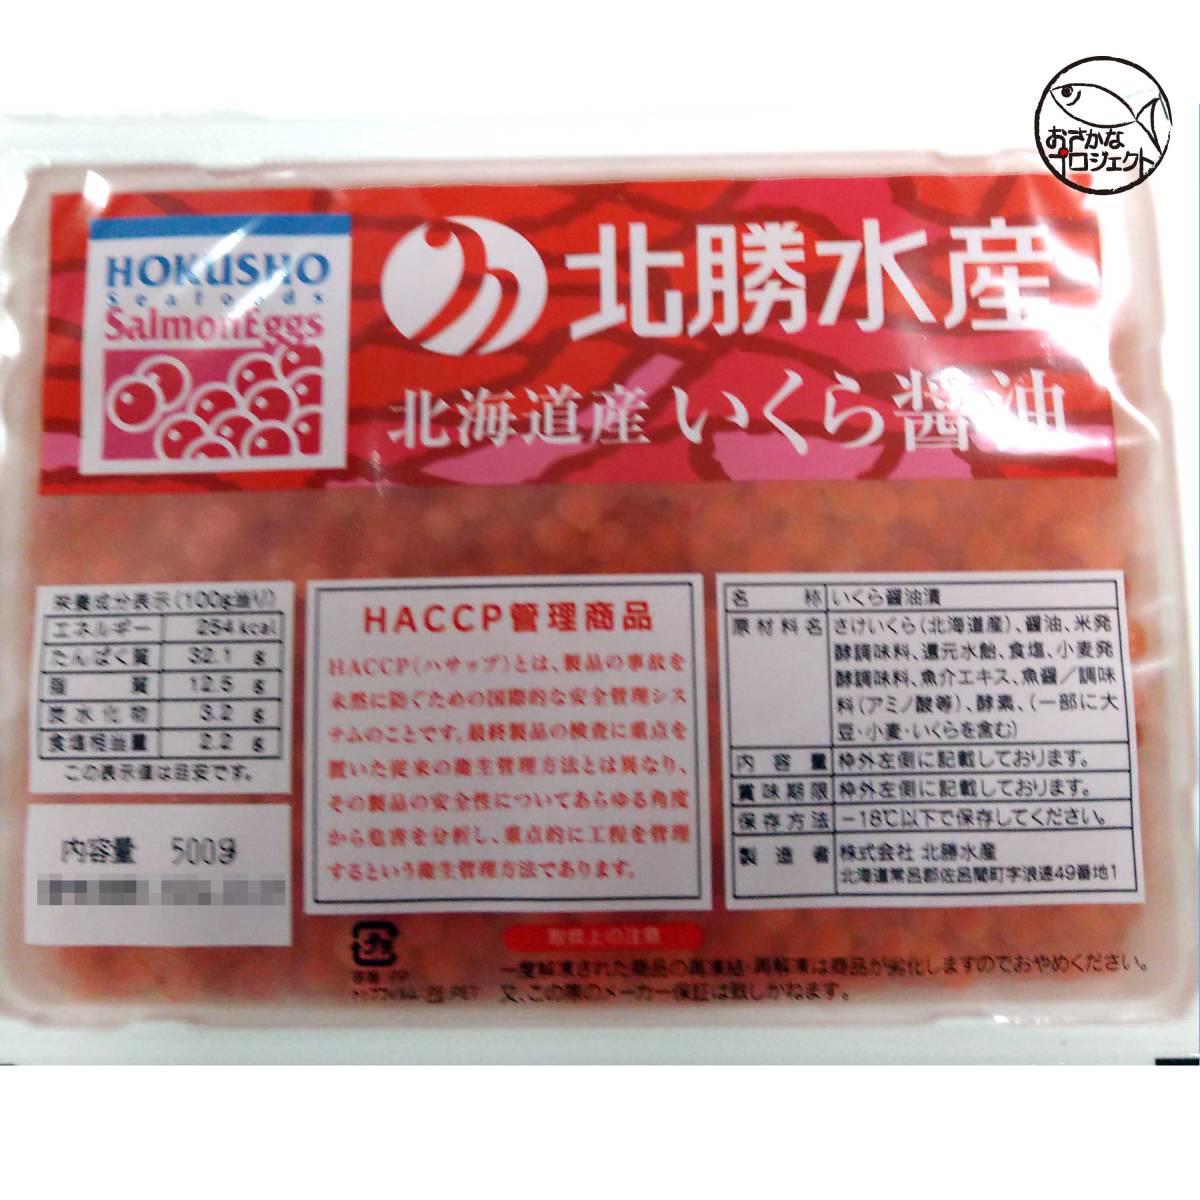 おさかな
プロジェクト
HOKUSHO
Seafoods
SalmonEggs
北勝水産
北海道産 いくら醤油
栄養成分表示(100g当り)
エネルギー 254kcal
たんぱく質 32.1 g
脂質 12.5 g
炭水化物 3.2 g
食塩相当量 2.2 g
この表示値は目安です。
内容量 500g
HACCP管理商品
HACCP(ハサップ)とは、製品の事故を
未然に防ぐための国際的な安全管理シス
テムのことです。最終製品の検査に重点を
置いた従来の衛生管理方法とは異なり、
その製品の安全性についてあらゆる角度
から危害を分析し、重点的に工程を管理
するという衛生管理方法であります。
名称 いくら醤油漬
原材料名 さけいくら(北海道産)、醤油、米発
酵調味料、還元水飴、食塩、小麦発
酵調味料、魚介エキス、魚醤／調味
料(アミノ酸等)、酵素、(一部に大
豆・小麦・いくらを含む)
内容量 枠外左側に記載しております。
賞味期限 枠外左側に記載しております。
保存方法 -18℃以下で保存してください。
製造者 株式会社 北勝水産
北海道常呂郡佐呂間町字浪速49番地1
プラ
容器:PP
トップフィルム:PE,PET
取扱上の注意
一度解凍された商品の再凍結・再解凍は商品が劣化しますのでおやめください。
又、この際のメーカー保証は致しかねます。